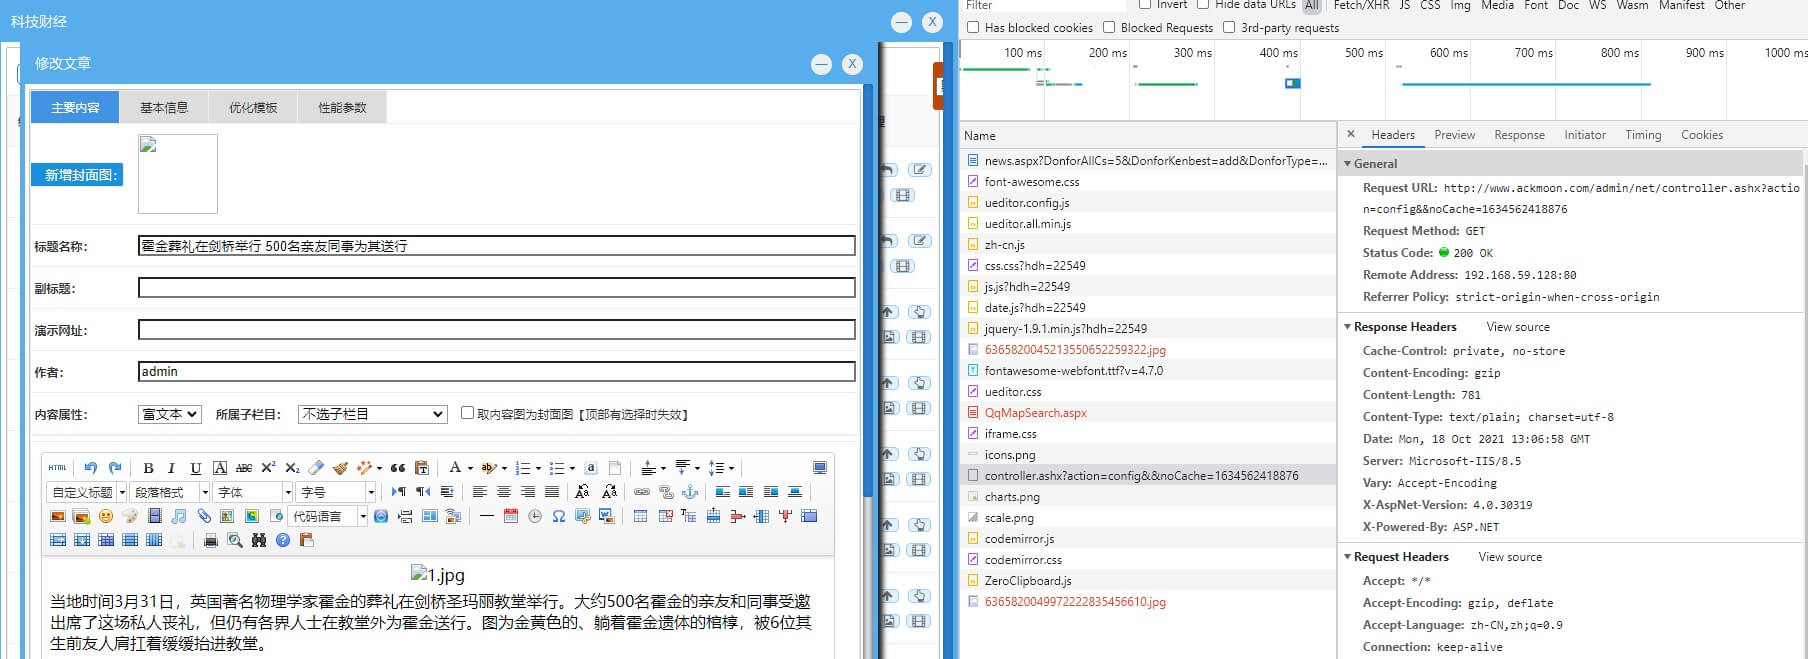 科技财经
修改文章
主要内容 基本信息 优化模板 性能参数
新增封面图:
标题名称: 霍金葬礼在剑桥举行 500名亲友同事为其送行
副标题:
演示网址:
作者: admin
内容属性: 富文本 所属子栏目: 不选子栏目 取内容图为封面图【顶部有选择时失效】
HTML
自定义标题 段落格式 字体 字号
代码语言
1.jpg
当地时间3月31日，英国著名物理学家霍金的葬礼在剑桥圣玛丽教堂举行。大约500名霍金的亲友和同事受邀
出席了这场私人丧礼，但仍有各界人士在教堂外为霍金送行。图为金黄色的、躺着霍金遗体的棺椁，被6位其
生前友人肩扛着缓缓抬进教堂。
Filter Invert Hide data URLs All Fetch/XHR JS CSS Img Media Font Doc WS Wasm Manifest Other
Has blocked cookies Blocked Requests 3rd-party requests
100 ms 200 ms 300 ms 400 ms 500 ms 600 ms 700 ms 800 ms 900 ms 1000 ms
Name
news.aspx?DonforAllCs=5&DonforKenbest=add&DonforType=...
font-awesome.css
ueditor.config.js
ueditor.all.min.js
zh-cn.js
css.css?hdh=22549
js.js?hdh=22549
date.js?hdh=22549
jquery-1.9.1.min.js?hdh=22549
6365820045213550652259322.jpg
fontawesome-webfont.ttf?v=4.7.0
ueditor.css
QqMapSearch.aspx
iframe.css
icons.png
controller.ashx?action=config&&noCache=1634562418876
charts.png
scale.png
codemirror.js
codemirror.css
ZeroClipboard.js
6365820049972222835456610.jpg
Headers Preview Response Initiator Timing Cookies
General
Request URL: http://www.ackmoon.com/admin/net/controller.ashx?actio
n=config&&noCache=1634562418876
Request Method: GET
Status Code: 200 OK
Remote Address: 192.168.59.128:80
Referrer Policy: strict-origin-when-cross-origin
Response Headers View source
Cache-Control: private, no-store
Content-Encoding: gzip
Content-Length: 781
Content-Type: text/plain; charset=utf-8
Date: Mon, 18 Oct 2021 13:06:58 GMT
Server: Microsoft-IIS/8.5
Vary: Accept-Encoding
X-AspNet-Version: 4.0.30319
X-Powered-By: ASP.NET
Request Headers View source
Accept: */*
Accept-Encoding: gzip, deflate
Accept-Language: zh-CN,zh;q=0.9
Connection: keep-alive